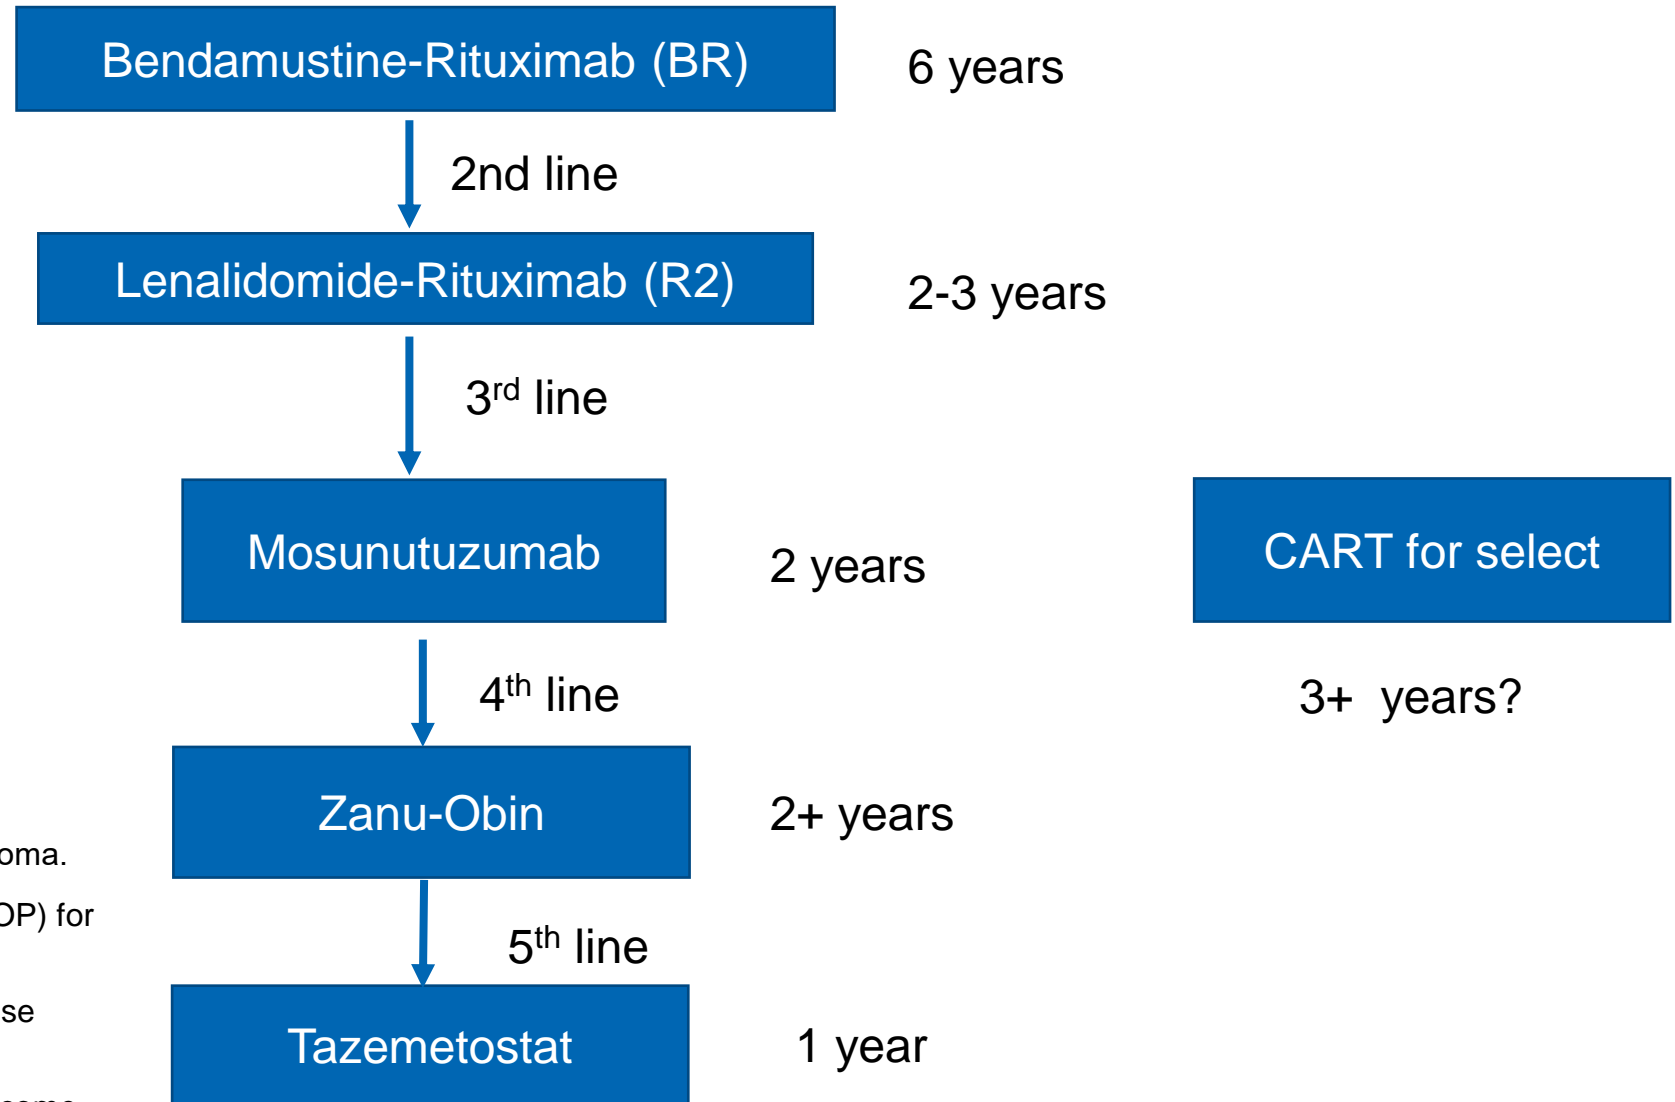 Bendamustine-Rituximab (BR)
6 years
2nd line
Lenalidomide-Rituximab (R2)
2-3 years
3rd line
Mosunutuzumab
2 years
CART for select
3+ years?
4th line
Zanu-Obin
2+ years
oma.
OP) for
5th line
se
Tazemetostat
1 year